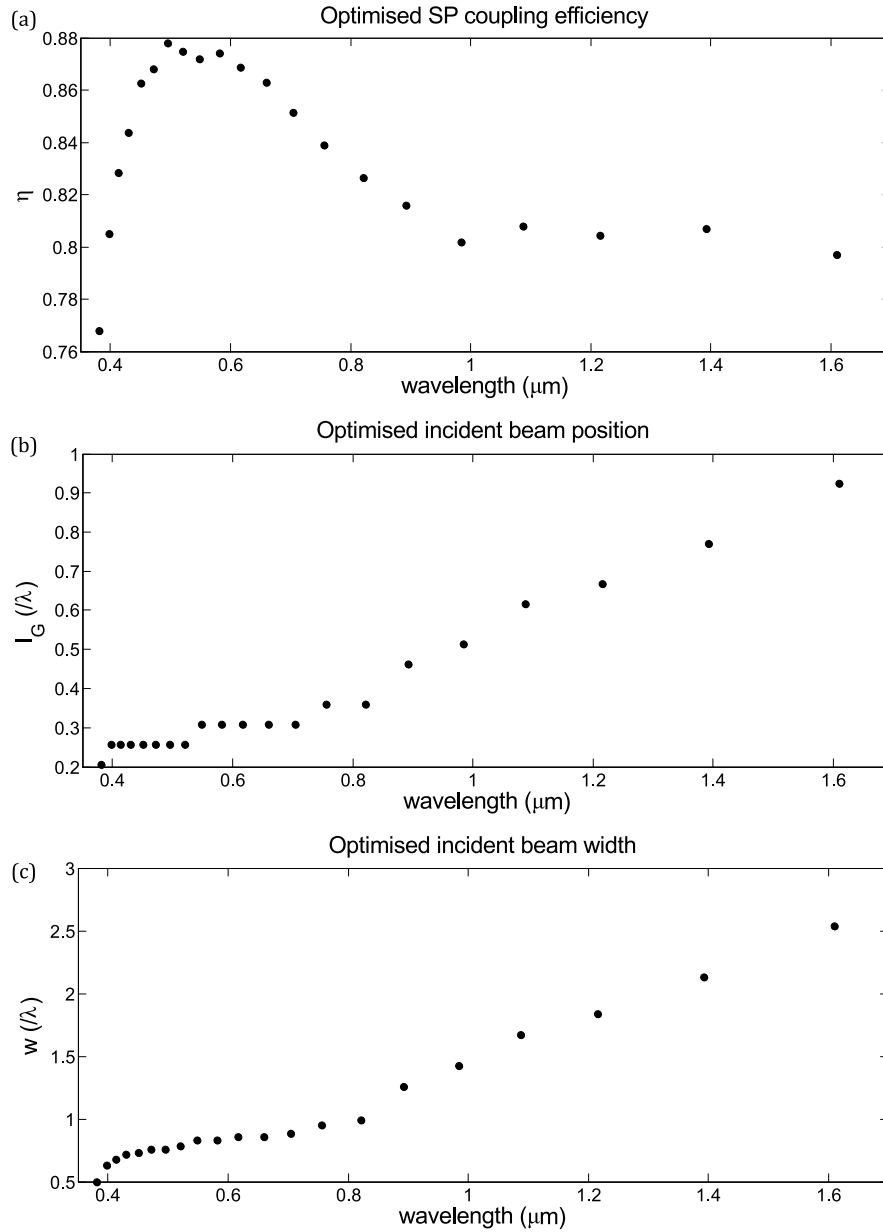 (a)
Optimised SP coupling efficiency
0.88
0.86
0.84
0.82
0.8
0.78
0.76
η
0.4 0.6 0.8 1 1.2 1.4 1.6
wavelength (μm)
(b)
Optimised incident beam position
1
0.9
0.8
0.7
0.6
0.5
0.4
0.3
0.2
l_G (/λ)
0.4 0.6 0.8 1 1.2 1.4 1.6
wavelength (μm)
(c)
Optimised incident beam width
3
2.5
2
1.5
1
0.5
w (/λ)
0.4 0.6 0.8 1 1.2 1.4 1.6
wavelength (μm)